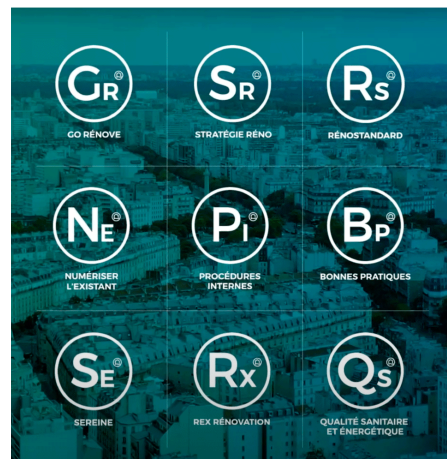 GR@
SR@
RS@
GO RÉNOVE
STRATÉGIE RÉNO
RÉNOSTANDARD
NE@
PI@
BP@
NUMÉRISER
L'EXISTANT
PROCÉDURES
INTERNES
BONNES PRATIQUES
SE@
RX@
QS@
SEREINE
REX RÉNOVATION
QUALITÉ SANITAIRE
ET ÉNERGÉTIQUE